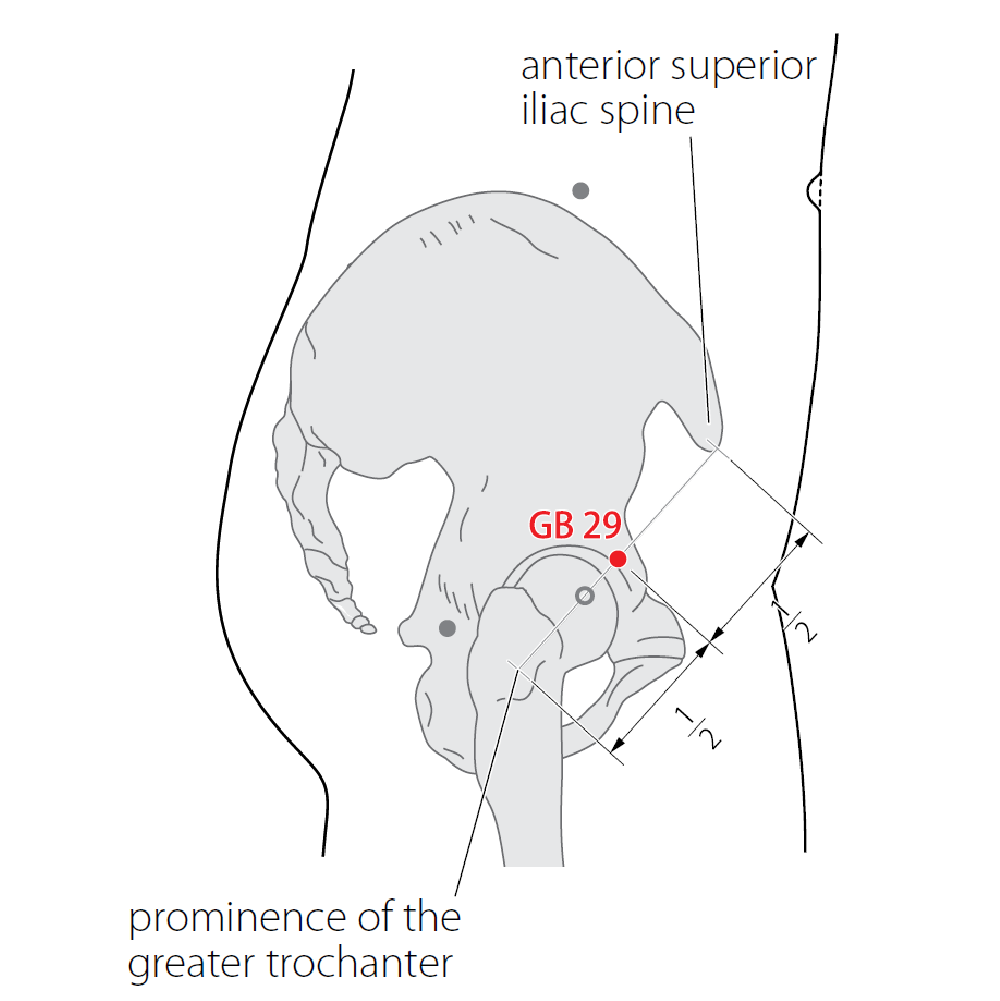 anterior superior
iliac spine
GB 29
1/2
1/2
prominence of the
greater trochanter